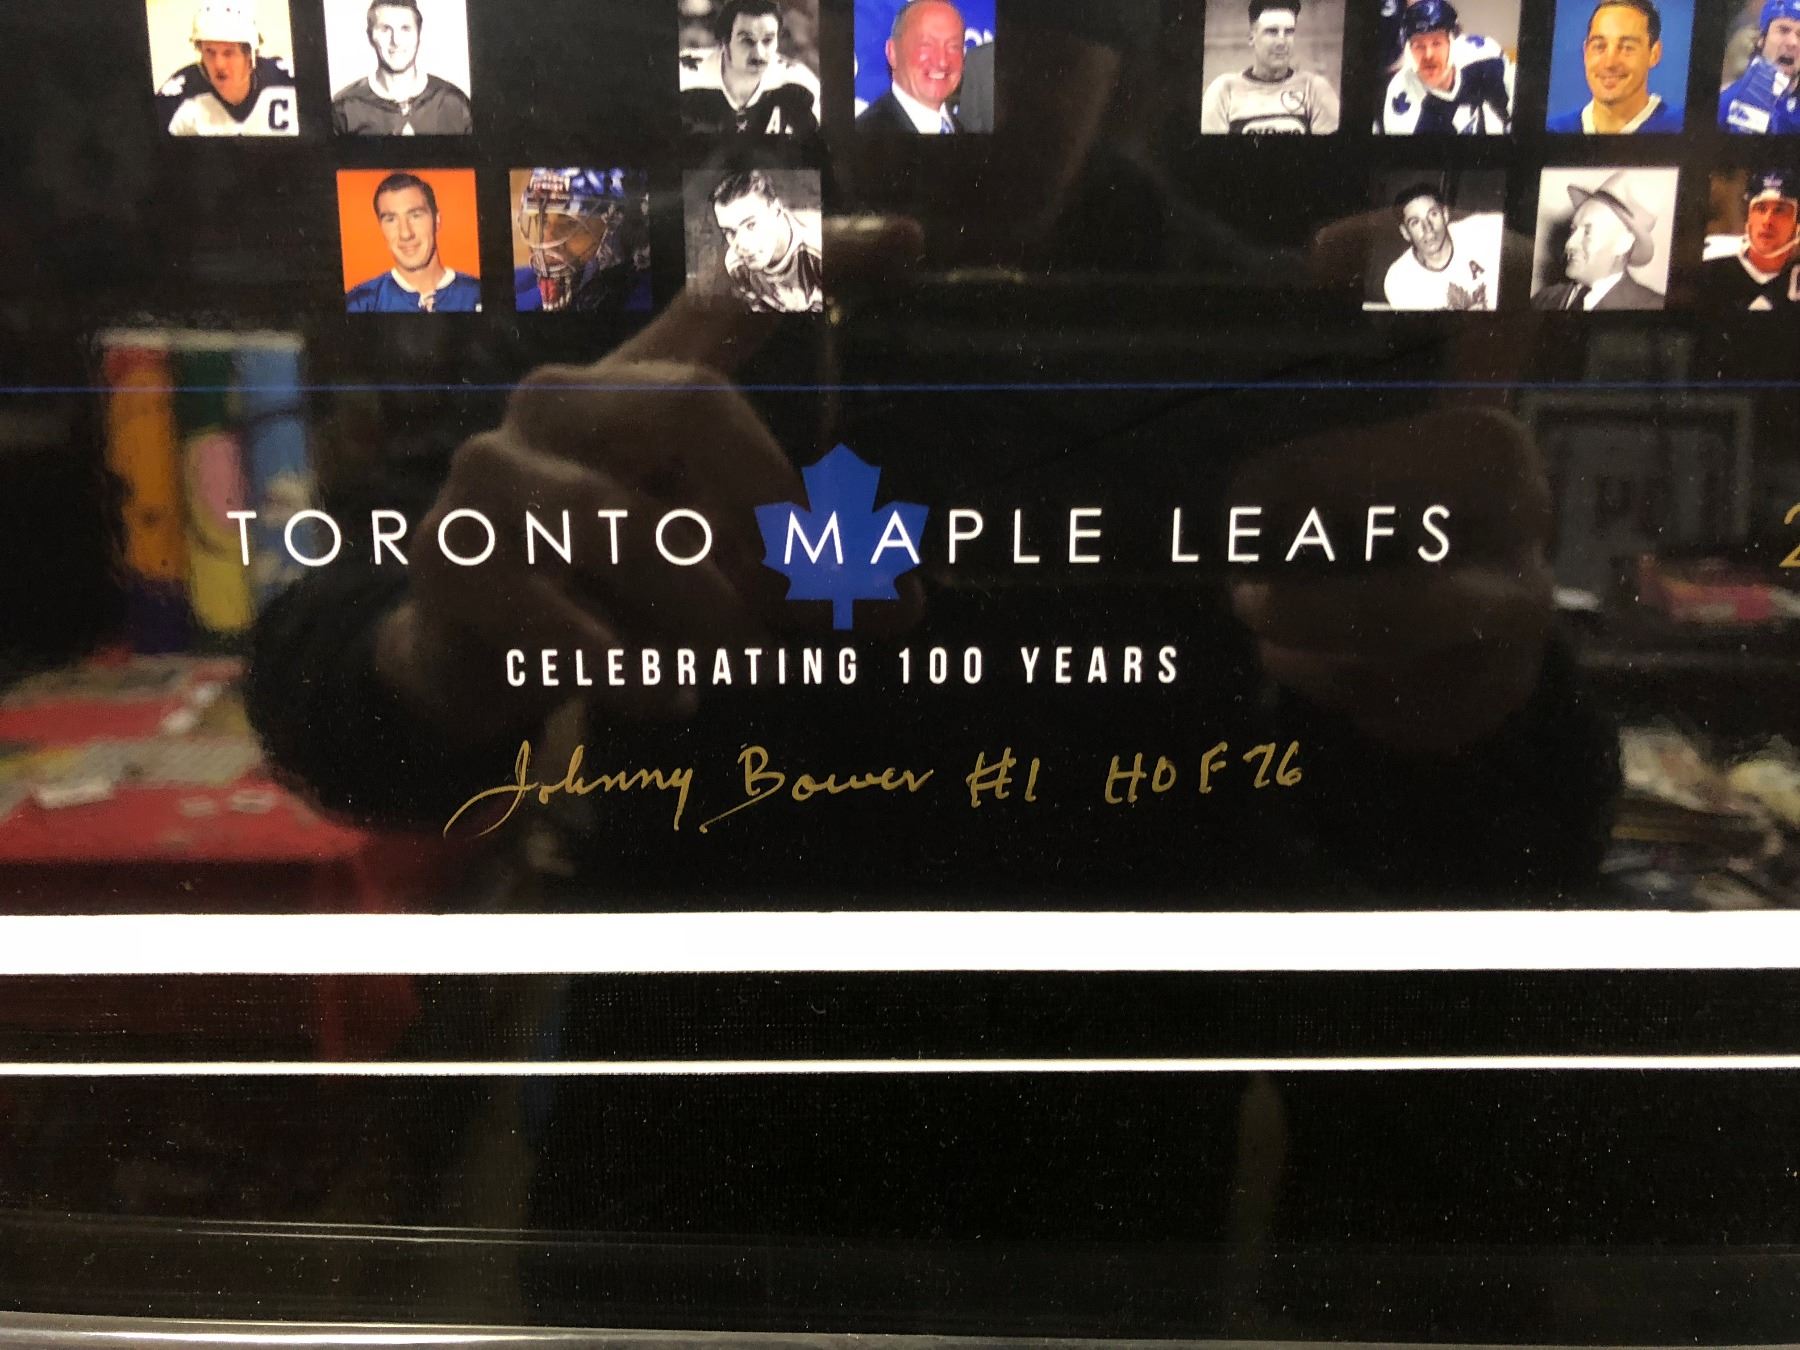 TORONTO MAPLE LEAFS
CELEBRATING 100 YEARS
Johnny Bower #1 HOF 76